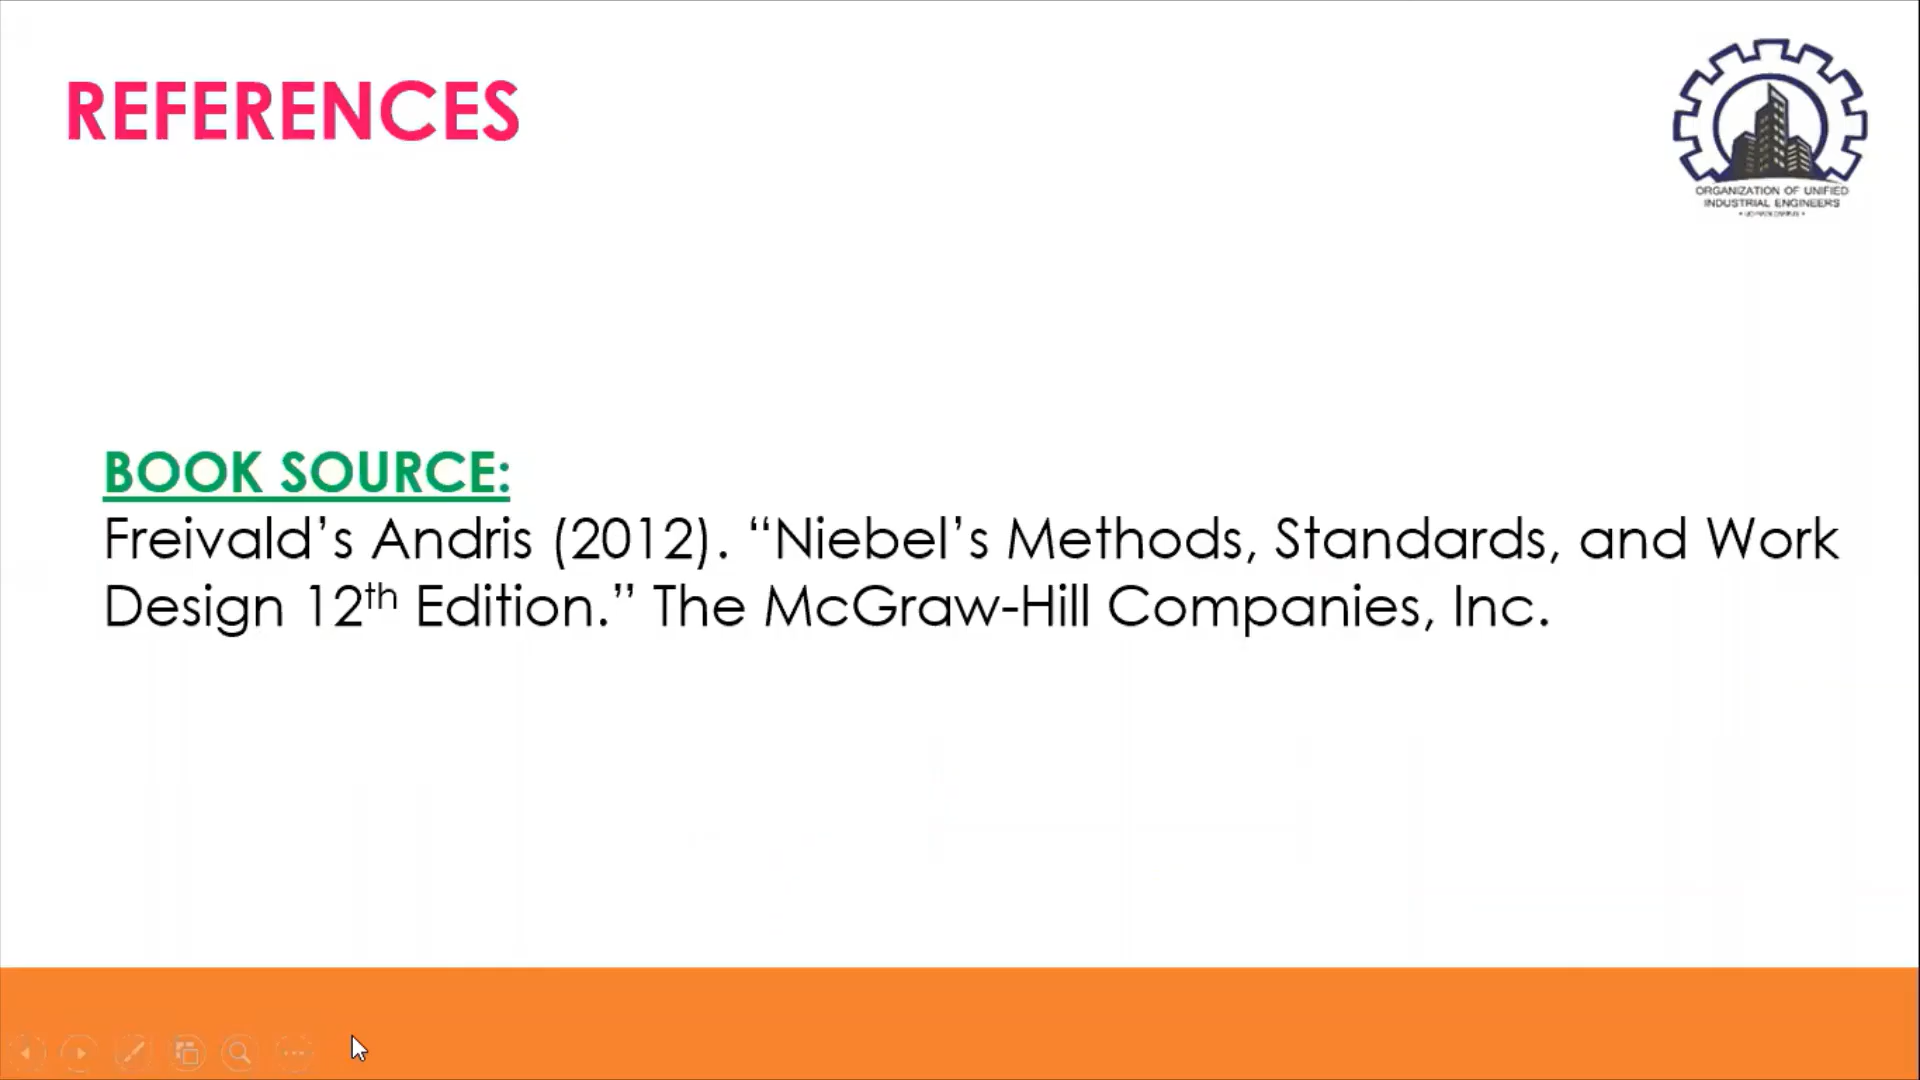 REFERENCES
ORGANIZATION OF UNIFIED
INDUSTRIAL ENGINEERS
BOOK SOURCE:
Freivald’s Andris (2012). “Niebel’s Methods, Standards, and Work
Design 12th Edition.” The McGraw-Hill Companies, Inc.